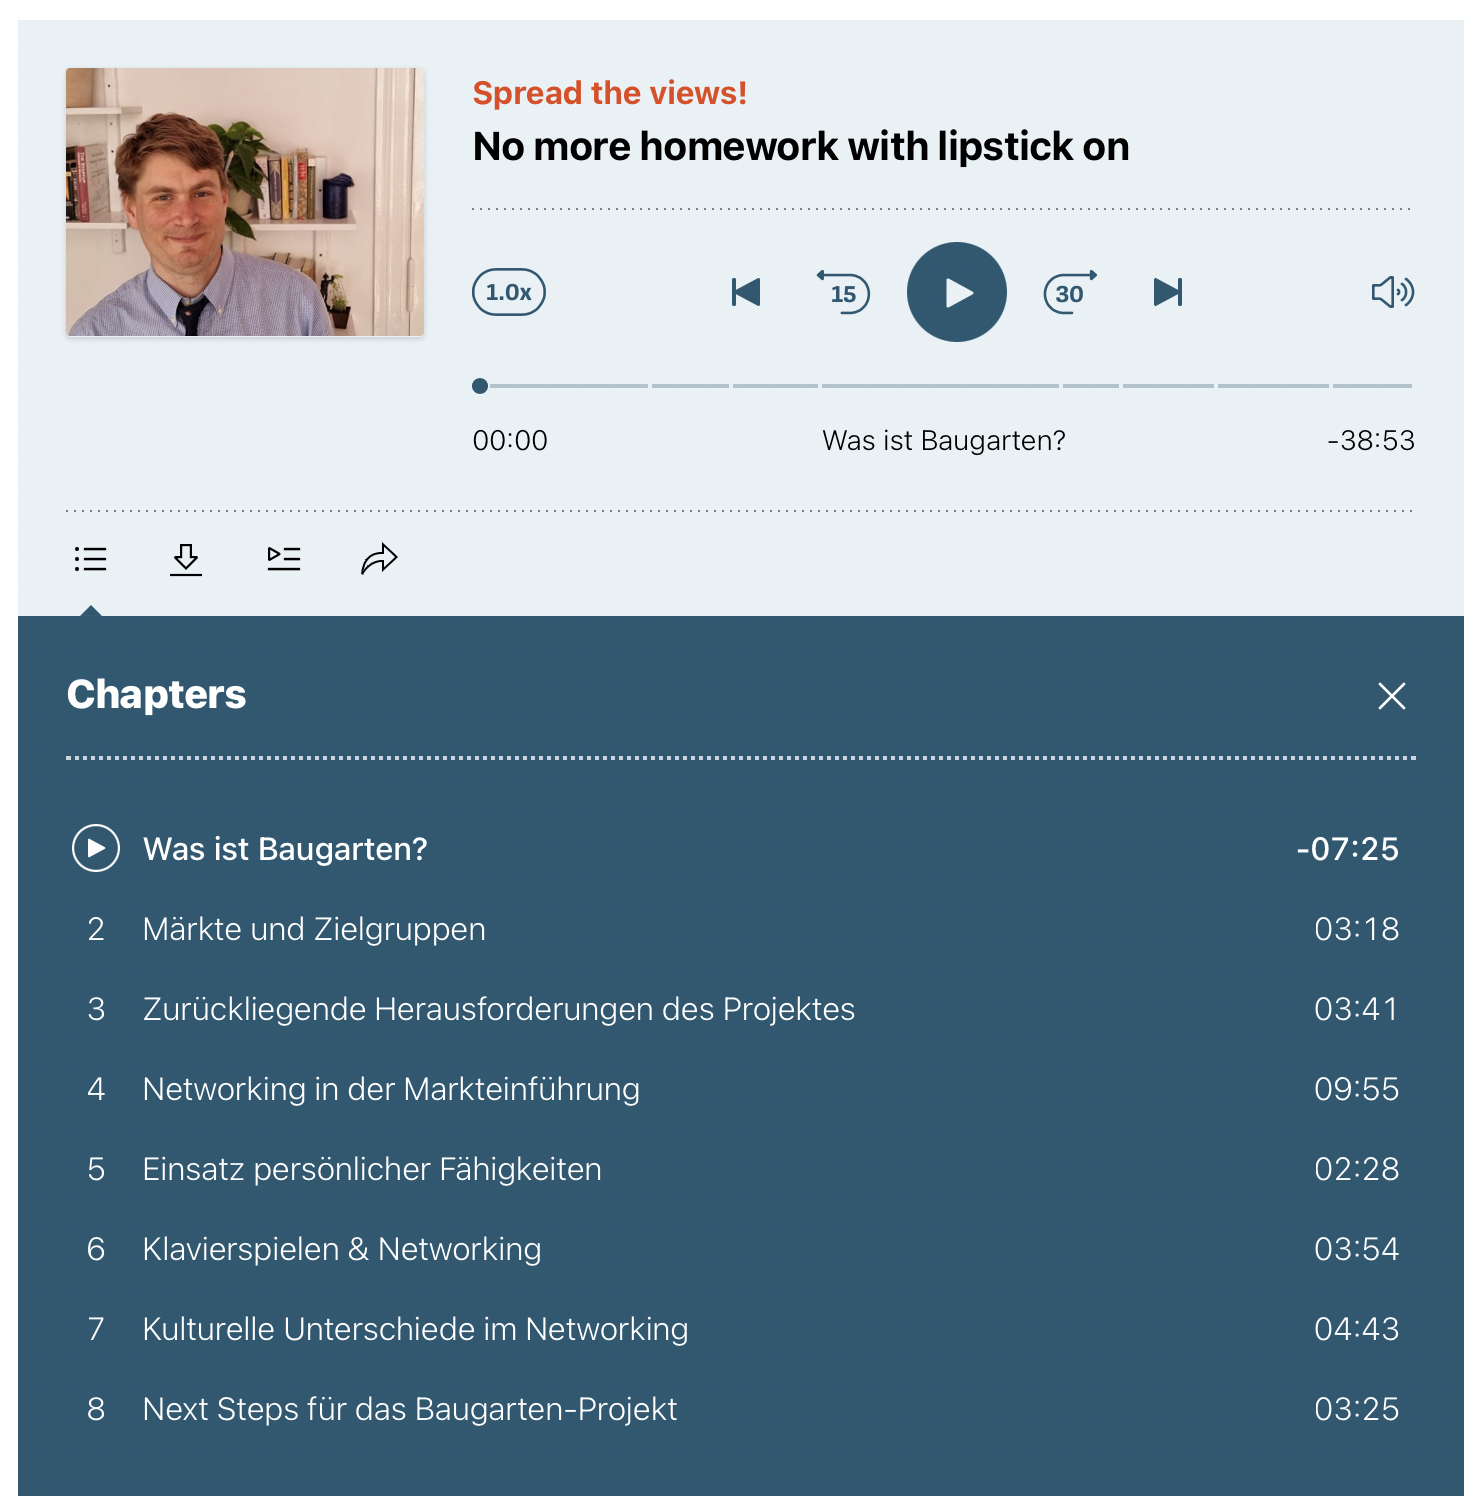 Spread the views!
No more homework with lipstick on
1.0x
15
30
00:00
Was ist Baugarten?
-38:53
Chapters
Was ist Baugarten? -07:25
2 Märkte und Zielgruppen 03:18
3 Zurückliegende Herausforderungen des Projektes 03:41
4 Networking in der Markteinführung 09:55
5 Einsatz persönlicher Fähigkeiten 02:28
6 Klavierspielen & Networking 03:54
7 Kulturelle Unterschiede im Networking 04:43
8 Next Steps für das Baugarten-Projekt 03:25